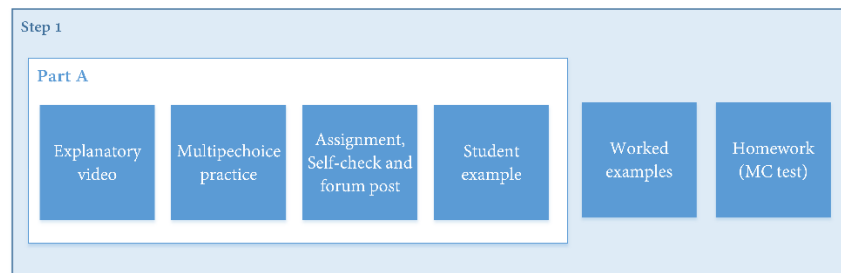 Step 1
Part A
Explanatory
video
Multipechoice
practice
Assignment,
Self-check and
forum post
Student
example
Worked
examples
Homework
(MC test)